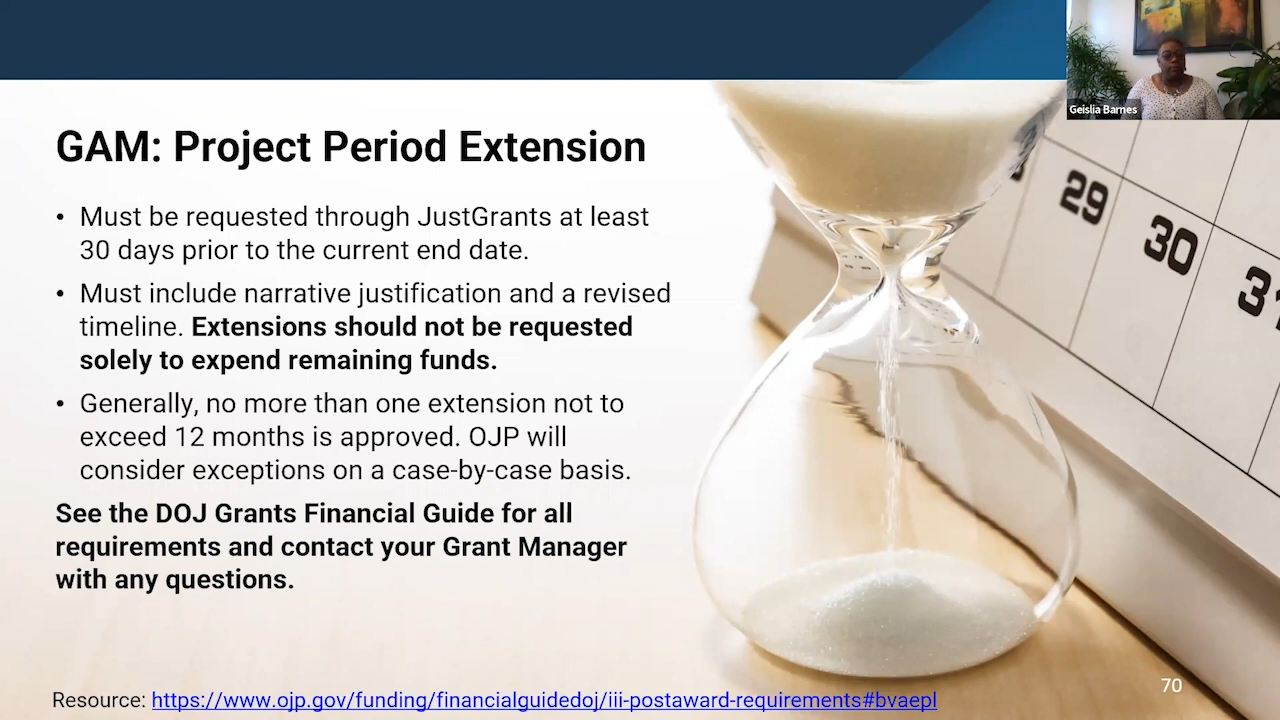 Geislia Barnes
GAM: Project Period Extension
• Must be requested through JustGrants at least
30 days prior to the current end date.
• Must include narrative justification and a revised
timeline. Extensions should not be requested
solely to expend remaining funds.
• Generally, no more than one extension not to
exceed 12 months is approved. OJP will
consider exceptions on a case-by-case basis.
See the DOJ Grants Financial Guide for all
requirements and contact your Grant Manager
with any questions.
29
30
31
70
Resource: https://www.ojp.gov/funding/financialguidedoj/iii-postaward-requirements#bvaepl